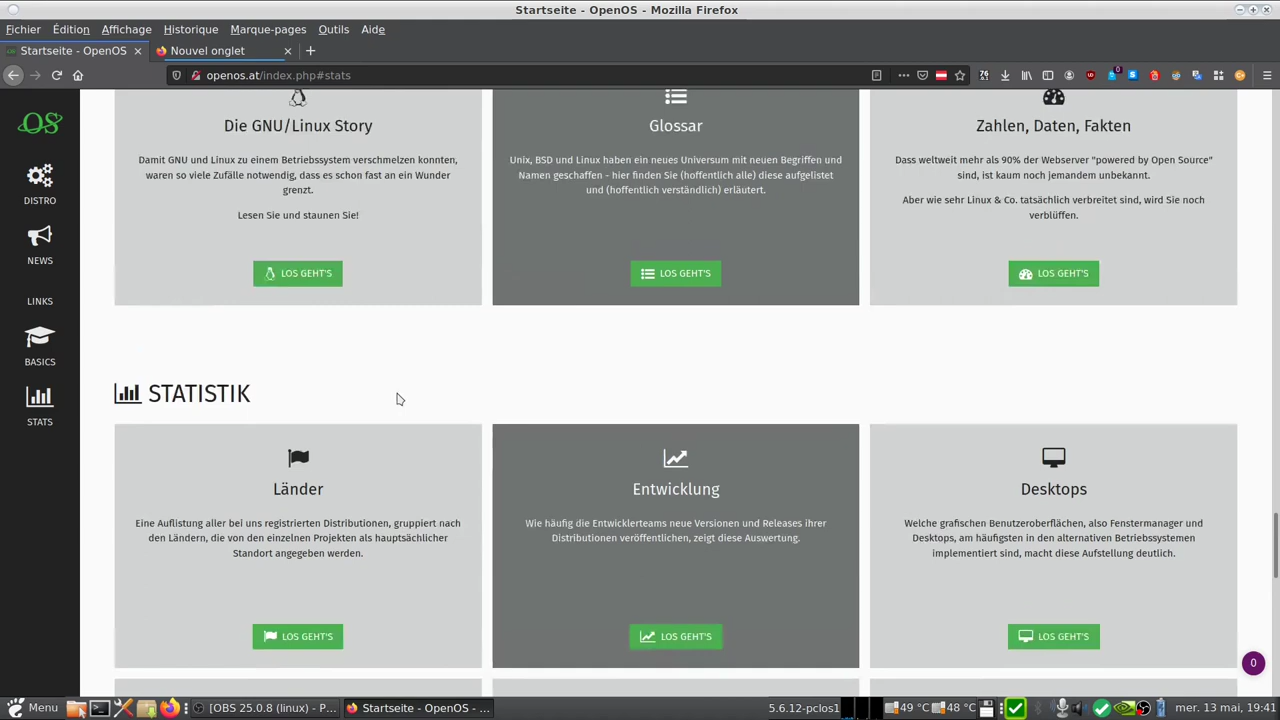 Startseite - OpenOS - Mozilla Firefox
Fichier Édition Affichage Historique Marque-pages Outils Aide
Startseite - OpenOS
Nouvel onglet
openos.at/index.php#stats
OS
DISTRO
NEWS
LINKS
BASICS
STATS
Die GNU/Linux Story
Damit GNU und Linux zu einem Betriebssystem verschmelzen konnten,
waren so viele Zufälle notwendig, dass es schon fast an ein Wunder
grenzt.
Lesen Sie und staunen Sie!
LOS GEHT'S
Glossar
Unix, BSD und Linux haben ein neues Universum mit neuen Begriffen und
Namen geschaffen - hier finden Sie (hoffentlich alle) diese aufgelistet
und (hoffentlich verständlich) erläutert.
LOS GEHT'S
Zahlen, Daten, Fakten
Dass weltweit mehr als 90% der Webserver "powered by Open Source"
sind, ist kaum noch jemandem unbekannt.
Aber wie sehr Linux & Co. tatsächlich verbreitet sind, wird Sie noch
verblüffen.
LOS GEHT'S
STATISTIK
Länder
Eine Auflistung aller bei uns registrierten Distributionen, gruppiert nach
den Ländern, die von den einzelnen Projekten als hauptsächlicher
Standort angegeben werden.
LOS GEHT'S
Entwicklung
Wie häufig die Entwicklerteams neue Versionen und Releases ihrer
Distributionen veröffentlichen, zeigt diese Auswertung.
LOS GEHT'S
Desktops
Welche grafischen Benutzeroberflächen, also Fenstermanager und
Desktops, am häufigsten in den alternativen Betriebssystemen
implementiert sind, macht diese Aufstellung deutlich.
LOS GEHT'S
0
Menu
[OBS 25.0.8 (linux) - P...
Startseite - OpenOS - ...
5.6.12-pclos1
49 °C
48 °C
mer. 13 mai, 19:41